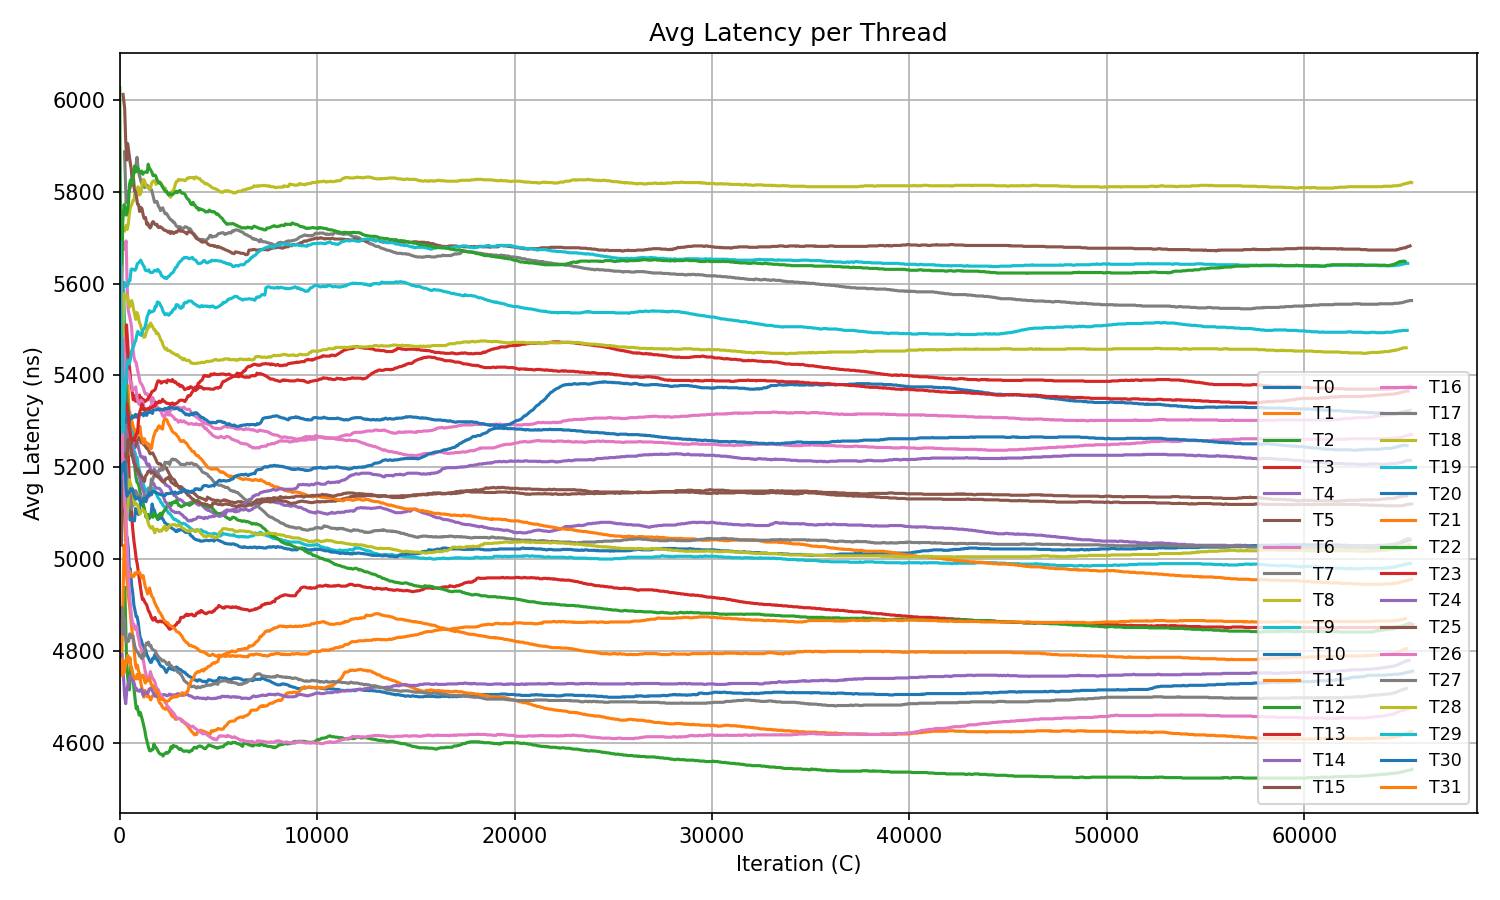 Avg Latency per Thread
Avg Latency (ns)
6000
5800
5600
5400
5200
5000
4800
4600
0 10000 20000 30000 40000 50000 60000
Iteration (C)
T0 T16
T1 T17
T2 T18
T3 T19
T4 T20
T5 T21
T6 T22
T7 T23
T8 T24
T9 T25
T10 T26
T11 T27
T12 T28
T13 T29
T14 T30
T15 T31